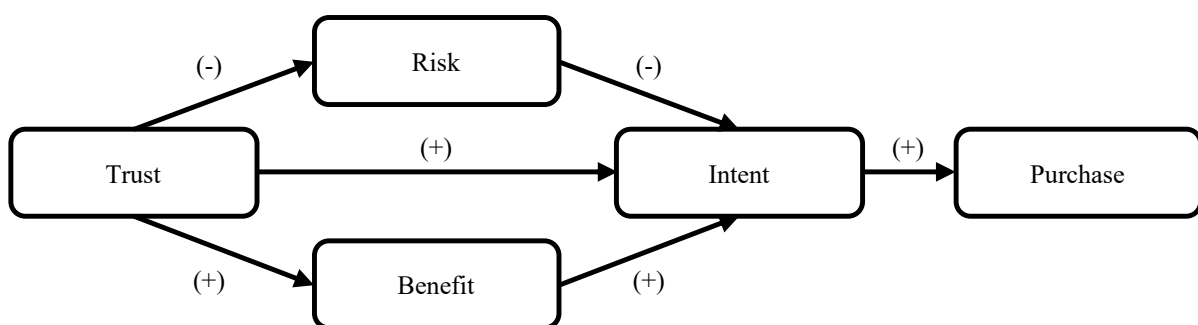 Risk
(-)
(-)
Trust
(+)
Intent
(+)
Purchase
(+)
Benefit
(+)